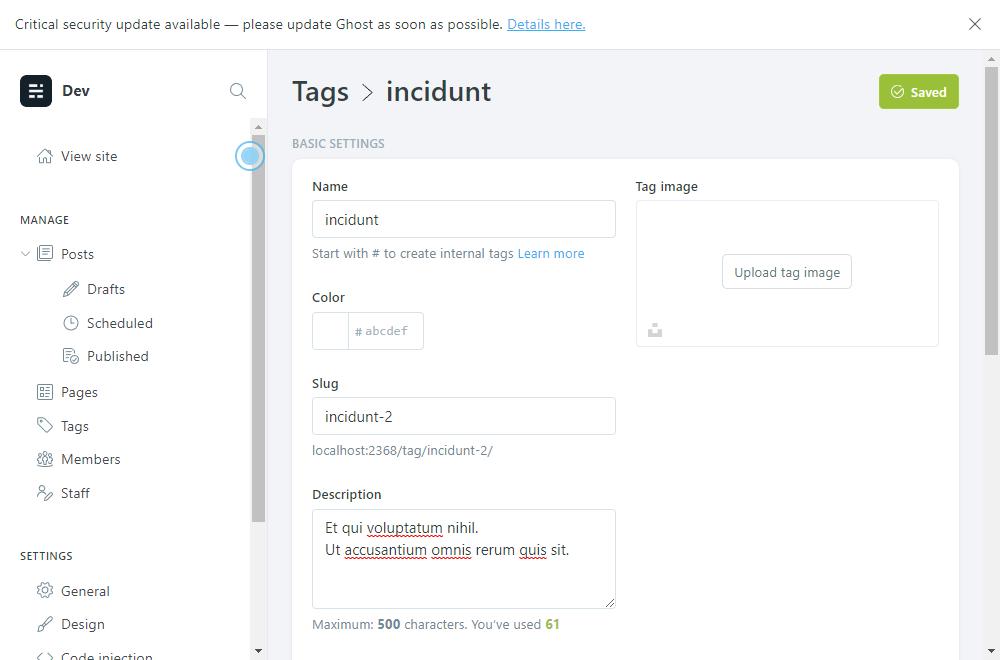 Critical security update available — please update Ghost as soon as possible. Details here.
Dev
View site
MANAGE
Posts
Drafts
Scheduled
Published
Pages
Tags
Members
Staff
SETTINGS
General
Design
Code injection
Tags > incidunt
Saved
BASIC SETTINGS
Name
incidunt
Start with # to create internal tags Learn more
Color
# abcdef
Slug
incidunt-2
localhost:2368/tag/incidunt-2/
Description
Et qui voluptatum nihil.
Ut accusantium omnis rerum quis sit.
Maximum: 500 characters. You've used 61
Tag image
Upload tag image